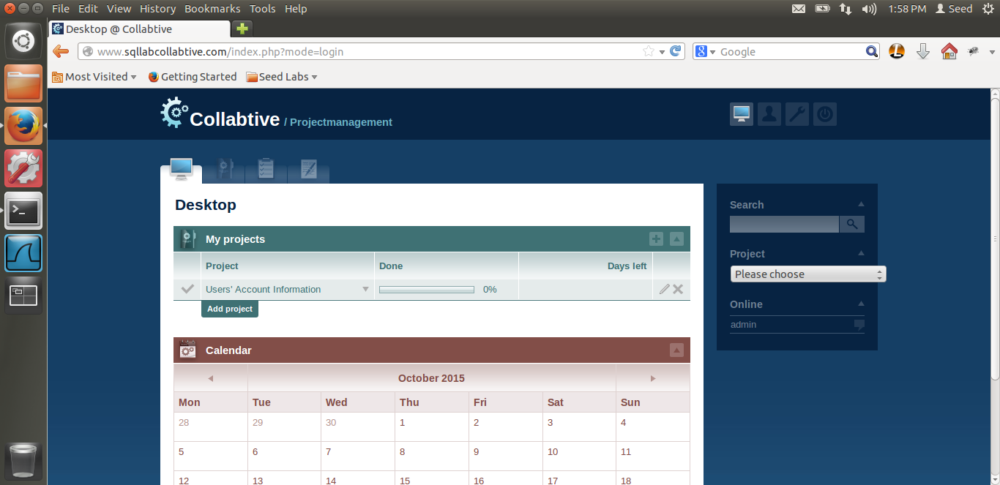 File Edit View History Bookmarks Tools Help 1:58 PM Seed
Desktop @ Collabtive
www.sqllabcollabtive.com/index.php?mode=login Google
Most Visited Getting Started Seed Labs
Collabtive / Projectmanagement
Desktop
My projects
Project Done Days left
Users' Account Information 0%
Add project
Calendar
October 2015
Mon Tue Wed Thu Fri Sat Sun
28 29 30 1 2 3 4
5 6 7 8 9 10 11
12 13 14 15 16 17 18
Search
Project
Please choose
Online
admin